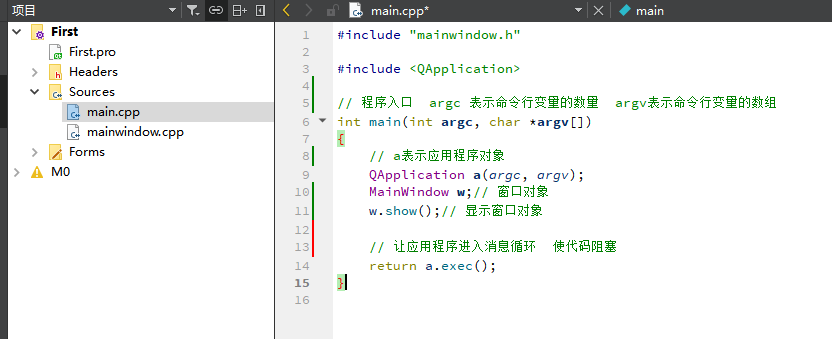 项目
main.cpp*
main
First
First.pro
Headers
Sources
main.cpp
mainwindow.cpp
Forms
M0
1 #include "mainwindow.h"
2
3 #include <QApplication>
4
5 // 程序入口  argc 表示命令行变量的数量  argv表示命令行变量的数组
6 int main(int argc, char *argv[])
7 {
8     // a表示应用程序对象
9     QApplication a(argc, argv);
10     MainWindow w;// 窗口对象
11     w.show();// 显示窗口对象
12
13     // 让应用程序进入消息循环  使代码阻塞
14     return a.exec();
15 }
16